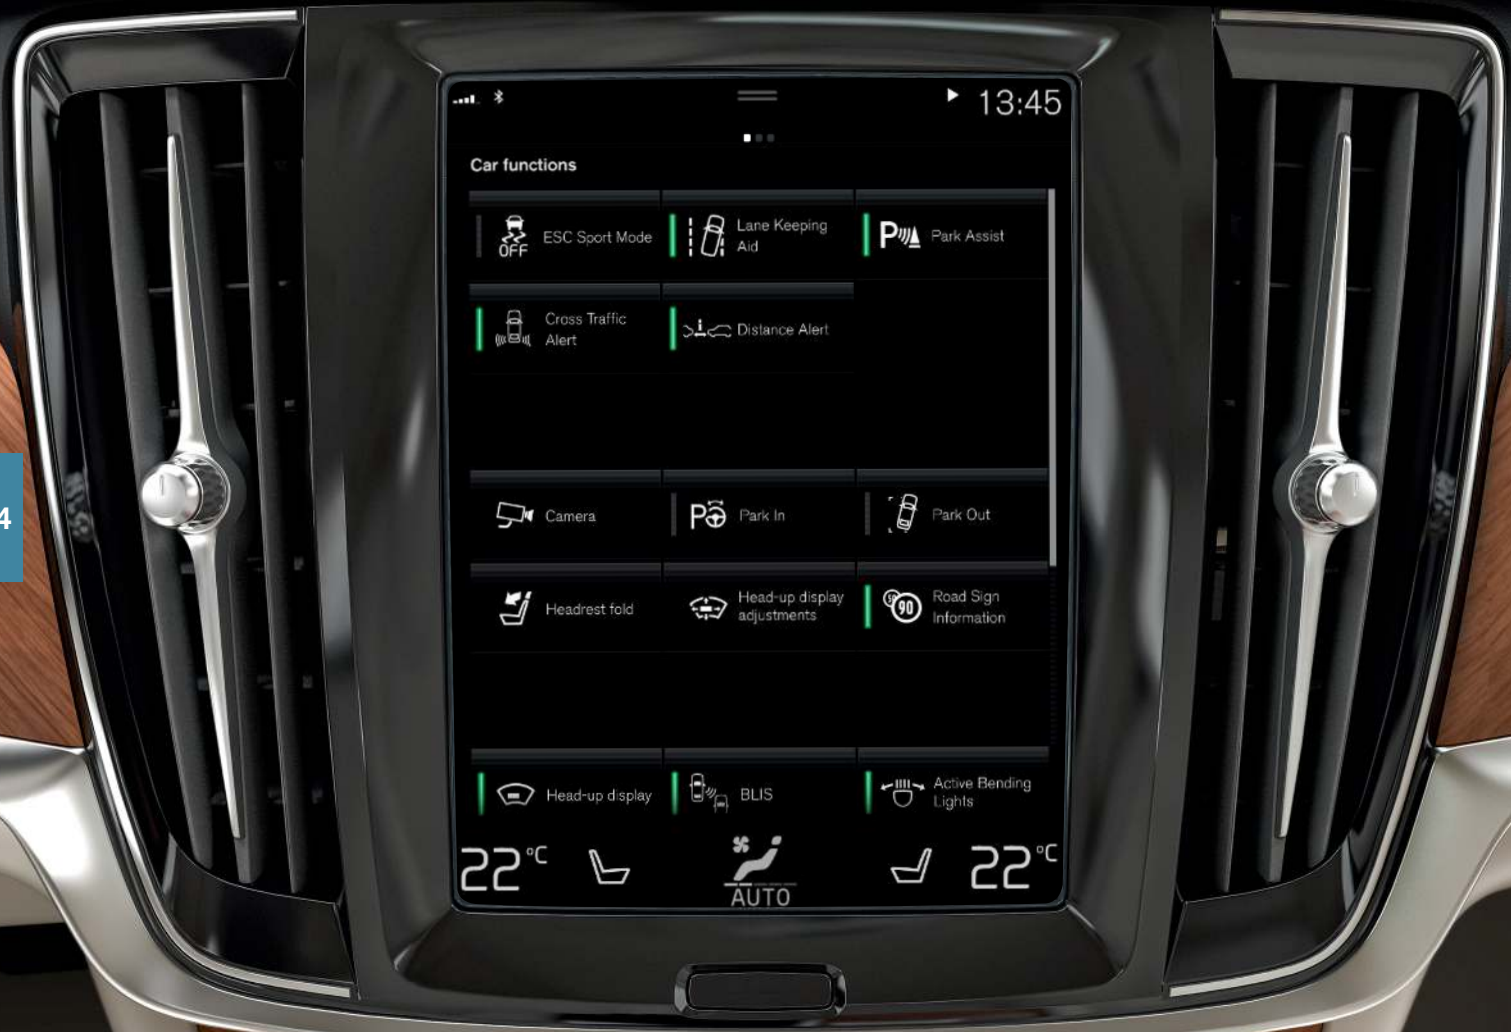 13:45
Car functions
OFF
ESC Sport Mode
Lane Keeping
Aid
P
Park Assist
Cross Traffic
Alert
Distance Alert
Camera
P
Park In
Park Out
Headrest fold
Head-up display
adjustments
50
90
Road Sign
Information
Head-up display
BLIS
Active Bending
Lights
22°C
AUTO
22°C
4